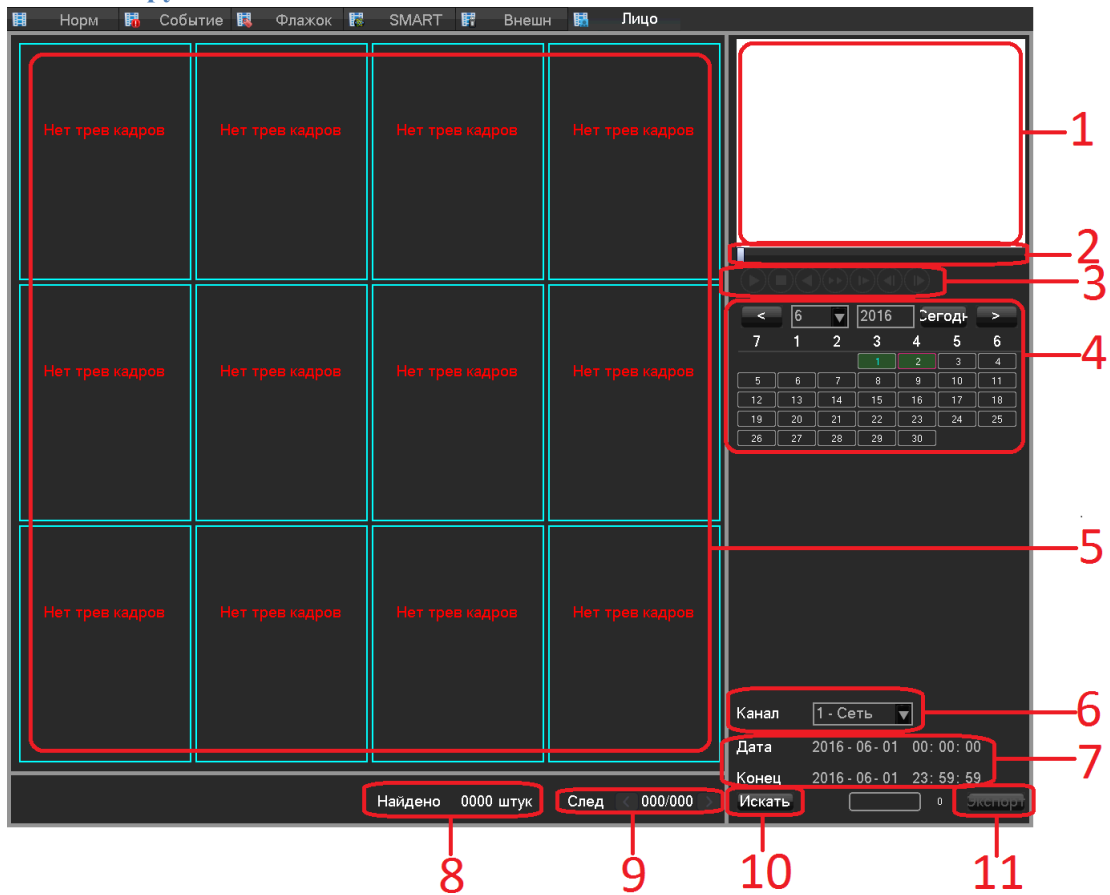 Норм Событие Флажок SMART Внешн Лицо
Нет трев кадров Нет трев кадров Нет трев кадров Нет трев кадров
1
2
3
< 6 2016 Сегодн >
7 1 2 3 4 5 6
1 2 3 4
5 6 7 8 9 10 11
12 13 14 15 16 17 18
19 20 21 22 23 24 25
26 27 28 29 30
4
Нет трев кадров Нет трев кадров Нет трев кадров Нет трев кадров
5
Нет трев кадров Нет трев кадров Нет трев кадров Нет трев кадров
Канал 1 - Сеть
6
Дата 2016 - 06 - 01 00: 00: 00
Конец 2016 - 06 - 01 23: 59: 59
7
Найдено 0000 штук След < 000/000 > Искать 0 Экспорт
8 9 10 11